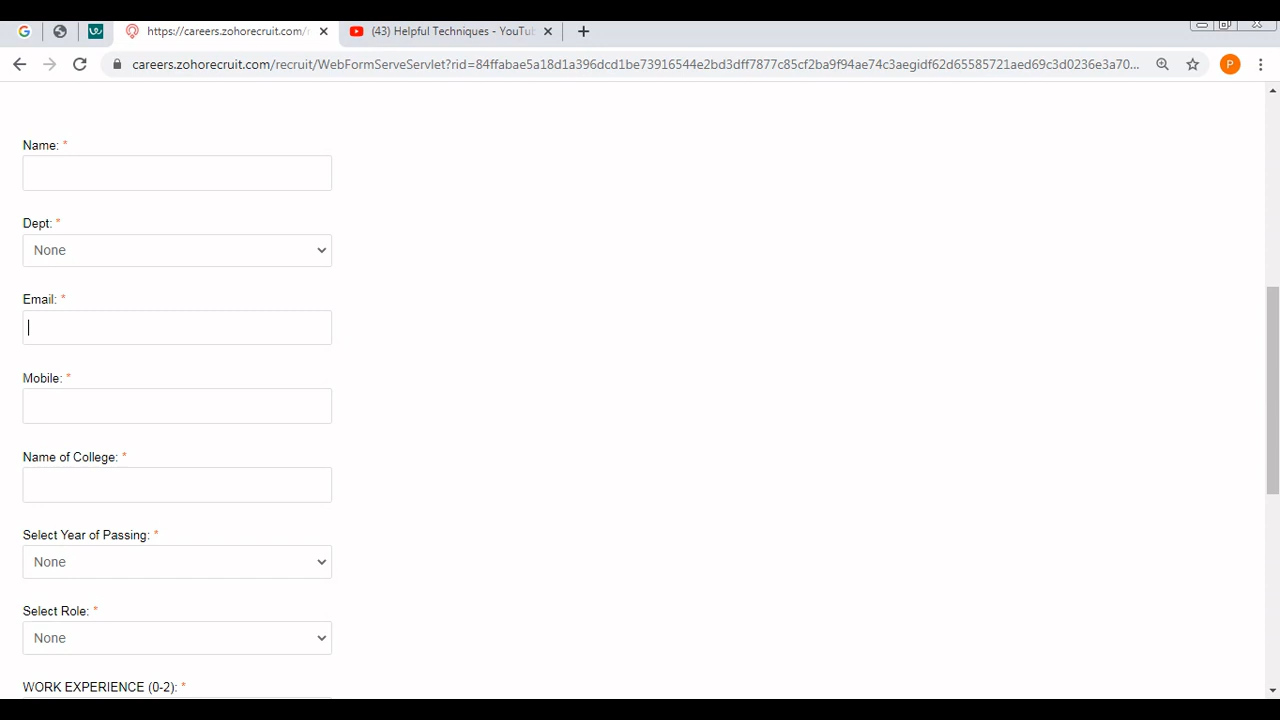 https://careers.zohorecruit.com/r
(43) Helpful Techniques - YouTu
careers.zohorecruit.com/recruit/WebFormServeServlet?rid=84ffabae5a18d1a396dcd1be73916544e2bd3dff7877c85cf2ba9f94ae74c3aegidf62d65585721aed69c3d0236e3a70...
P
Name: *
Dept: *
None
Email: *
Mobile: *
Name of College: *
Select Year of Passing: *
None
Select Role: *
None
WORK EXPERIENCE (0-2): *